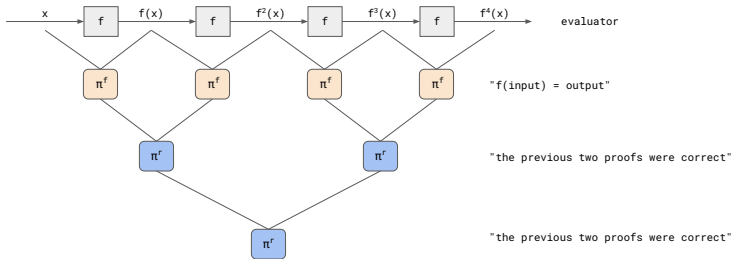 x f f(x) f f²(x) f f³(x) f f⁴(x) evaluator
πᶠ πᶠ πᶠ πᶠ "f(input) = output"
πʳ πʳ "the previous two proofs were correct"
πʳ "the previous two proofs were correct"